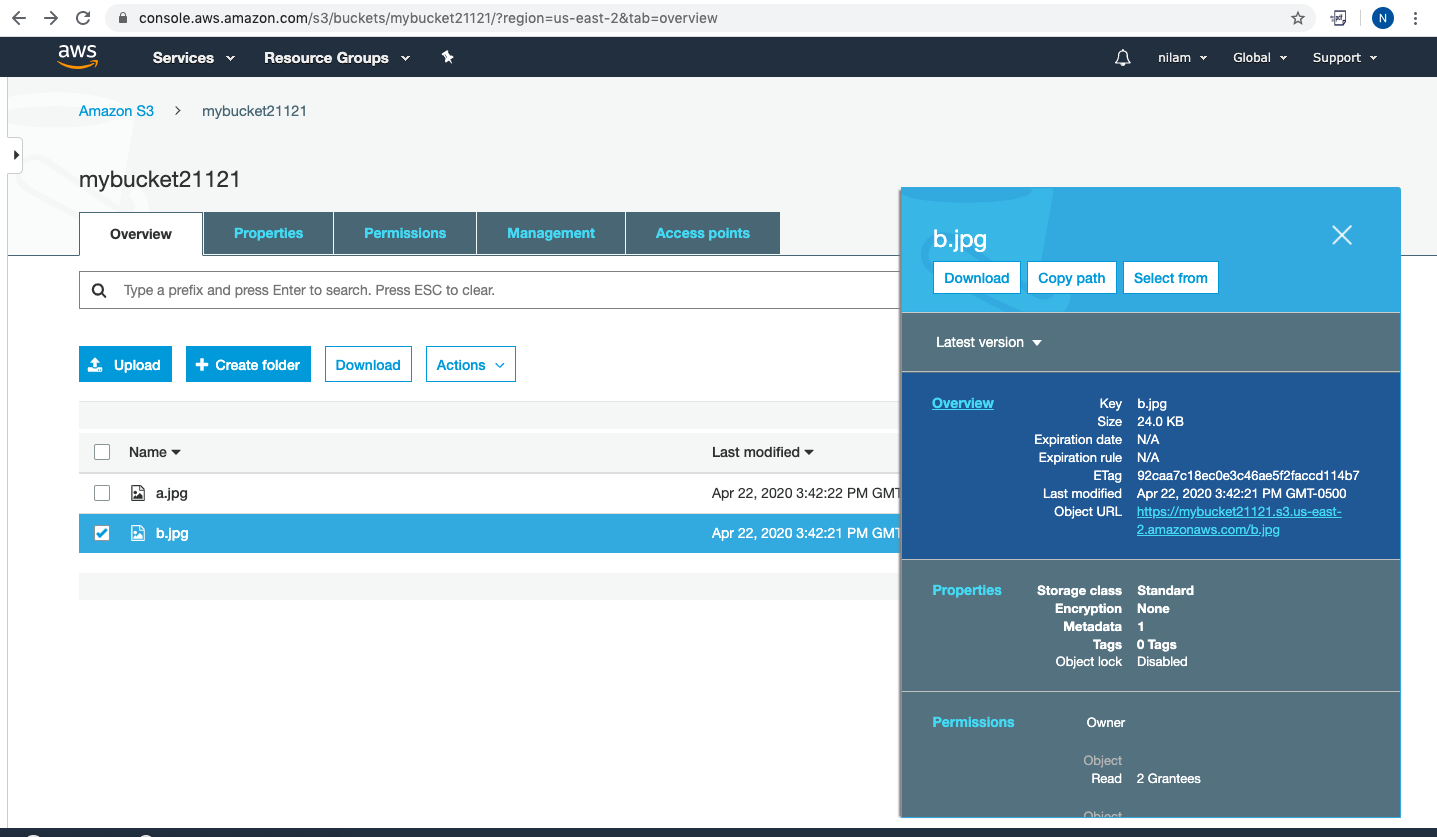 console.aws.amazon.com/s3/buckets/mybucket21121/?region=us-east-2&tab=overview
N
aws Services Resource Groups nilam Global Support
Amazon S3 > mybucket21121
mybucket21121
Overview Properties Permissions Management Access points
Type a prefix and press Enter to search. Press ESC to clear.
Upload Create folder Download Actions
Name Last modified
a.jpg Apr 22, 2020 3:42:22 PM GMT
b.jpg Apr 22, 2020 3:42:21 PM GMT
b.jpg
Download Copy path Select from
Latest version
Overview Key b.jpg
Size 24.0 KB
Expiration date N/A
Expiration rule N/A
ETag 92caa7c18ec0e3c46ae5f2faccd114b7
Last modified Apr 22, 2020 3:42:21 PM GMT-0500
Object URL https://mybucket21121.s3.us-east-
2.amazonaws.com/b.jpg
Properties Storage class Standard
Encryption None
Metadata 1
Tags 0 Tags
Object lock Disabled
Permissions Owner
Object
Read 2 Grantees
Object